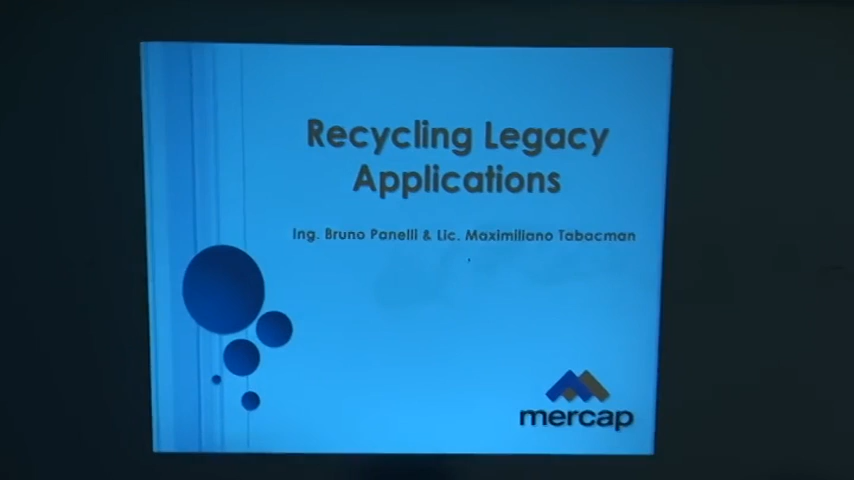 Recycling Legacy
Applications
Ing. Bruno Panelli & Lic. Maximiliano Tabacman
mercap